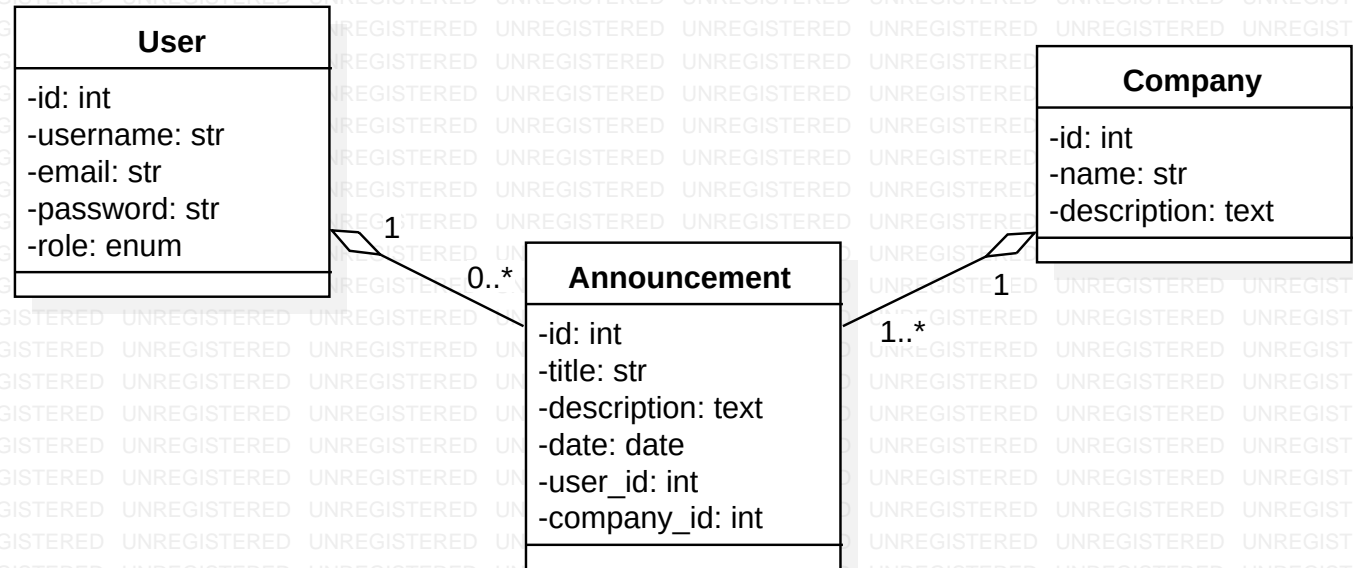 User
-id: int
-username: str
-email: str
-password: str
-role: enum
1
0..*
Announcement
-id: int
-title: str
-description: text
-date: date
-user_id: int
-company_id: int
Company
-id: int
-name: str
-description: text
1
1..*
UNREGISTERED